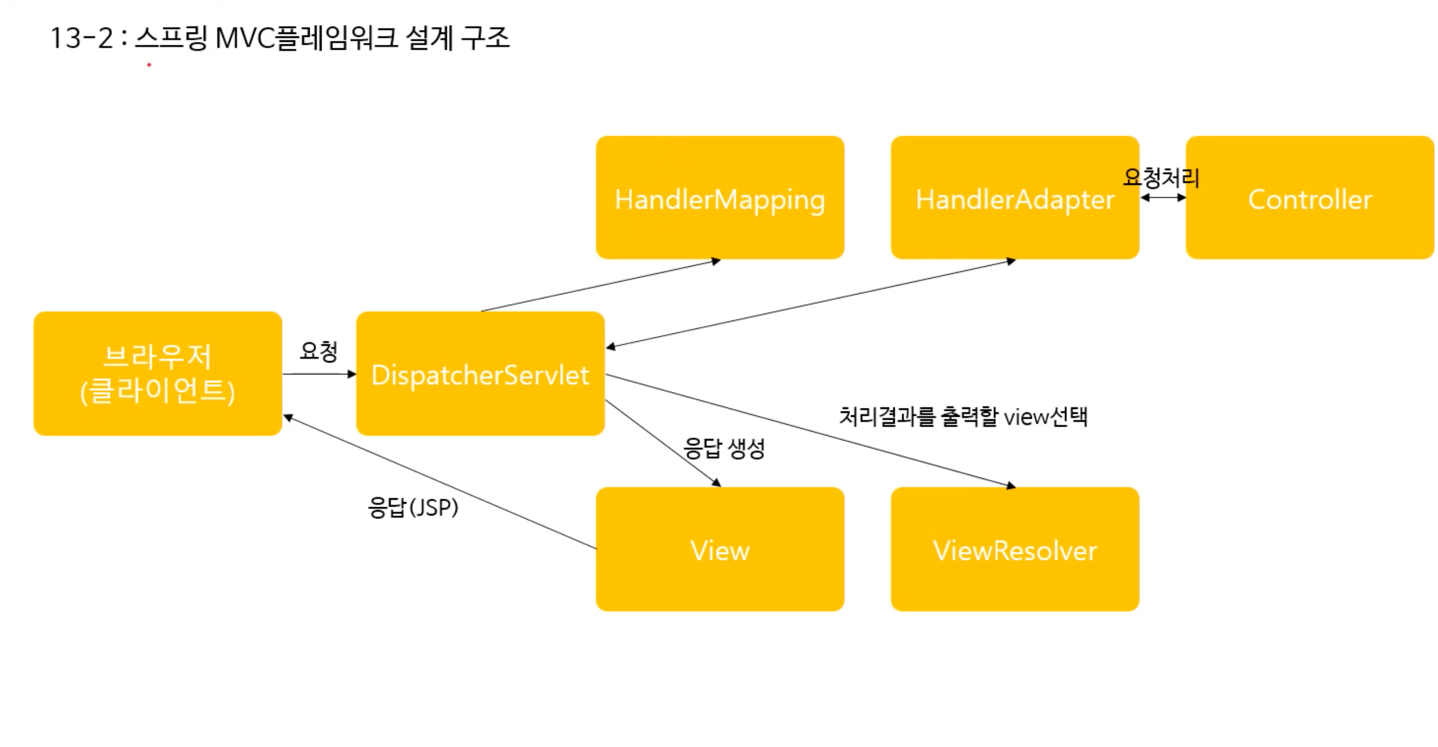 13-2 : 스프링 MVC플레임워크 설계 구조
HandlerMapping
HandlerAdapter
요청처리
Controller
브라우저
(클라이언트)
요청
DispatcherServlet
처리결과를 출력할 view선택
응답 생성
응답(JSP)
View
ViewResolver